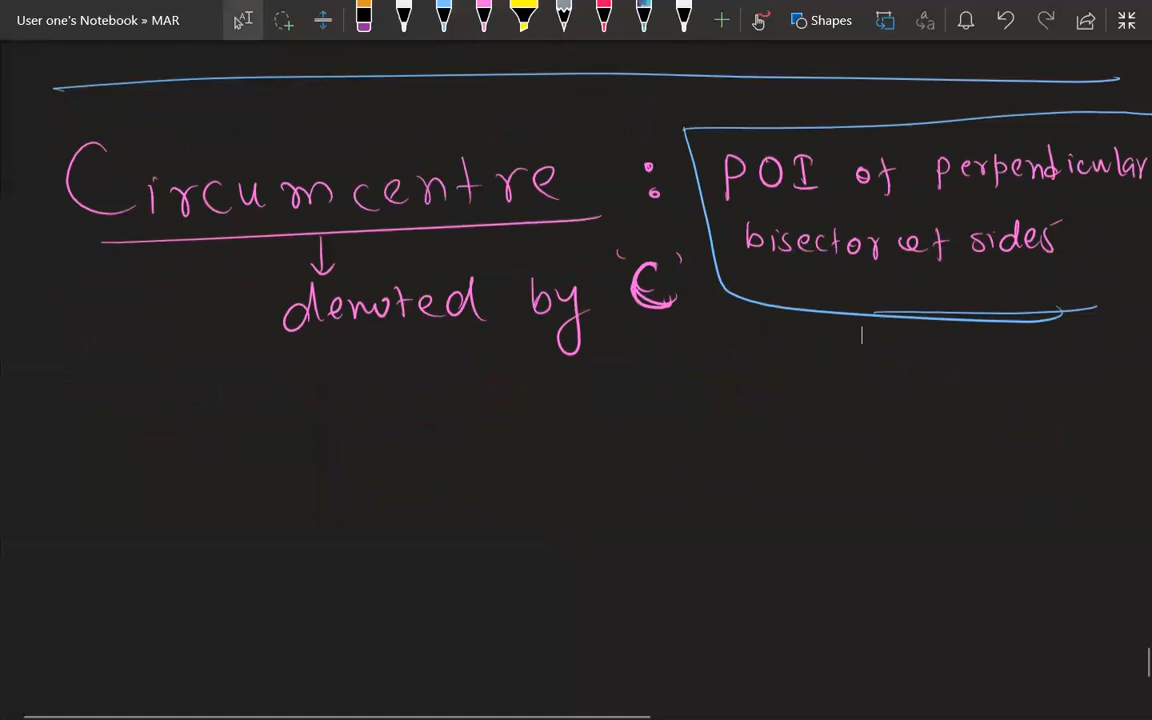 User one's Notebook » MAR
Shapes
Circumcentre : POI of perpendicular
bisector of sides
denoted by 'C'